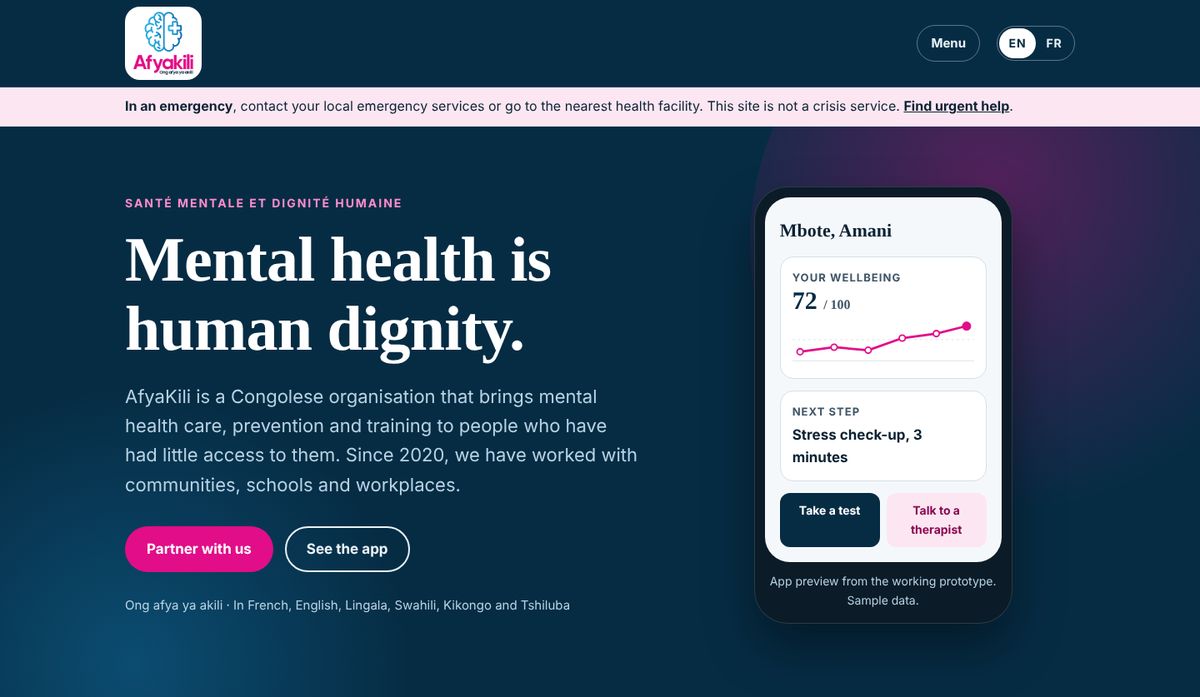 Afyakili
Ong afya ya akili
Menu
EN
FR
In an emergency, contact your local emergency services or go to the nearest health facility. This site is not a crisis service. Find urgent help.
SANTÉ MENTALE ET DIGNITÉ HUMAINE
Mental health is
human dignity.
AfyaKili is a Congolese organisation that brings mental
health care, prevention and training to people who have
had little access to them. Since 2020, we have worked with
communities, schools and workplaces.
Partner with us
See the app
Ong afya ya akili · In French, English, Lingala, Swahili, Kikongo and Tshiluba
Mbote, Amani
YOUR WELLBEING
72 / 100
NEXT STEP
Stress check-up, 3
minutes
Take a test
Talk to a
therapist
App preview from the working prototype.
Sample data.